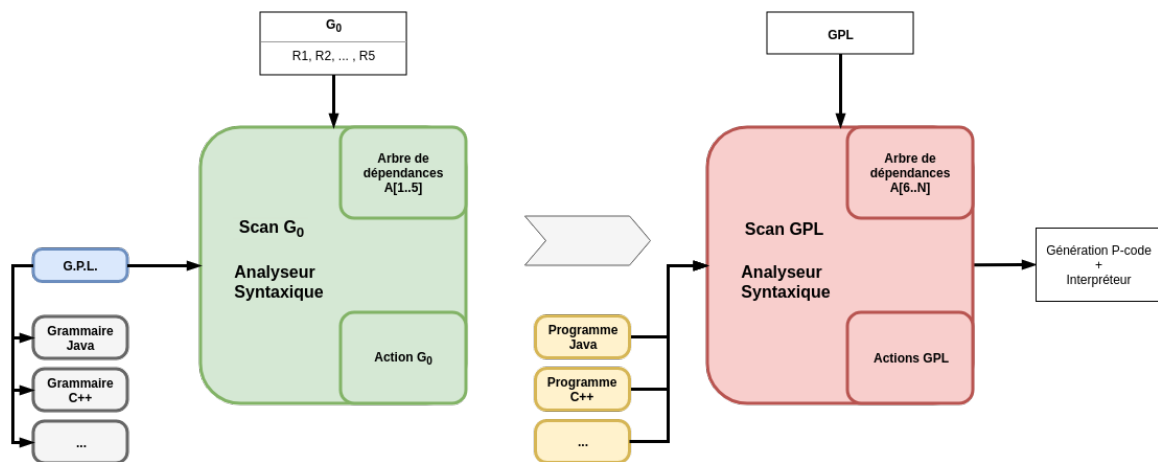 G0
R1, R2, ... , R5
Arbre de
dépendances
A[1..5]
Scan G0
Analyseur
Syntaxique
Action G0
G.P.L.
Grammaire
Java
Grammaire
C++
...
GPL
Arbre de
dépendances
A[6..N]
Scan GPL
Analyseur
Syntaxique
Actions GPL
Programme
Java
Programme
C++
...
Génération P-code
+
Interpréteur